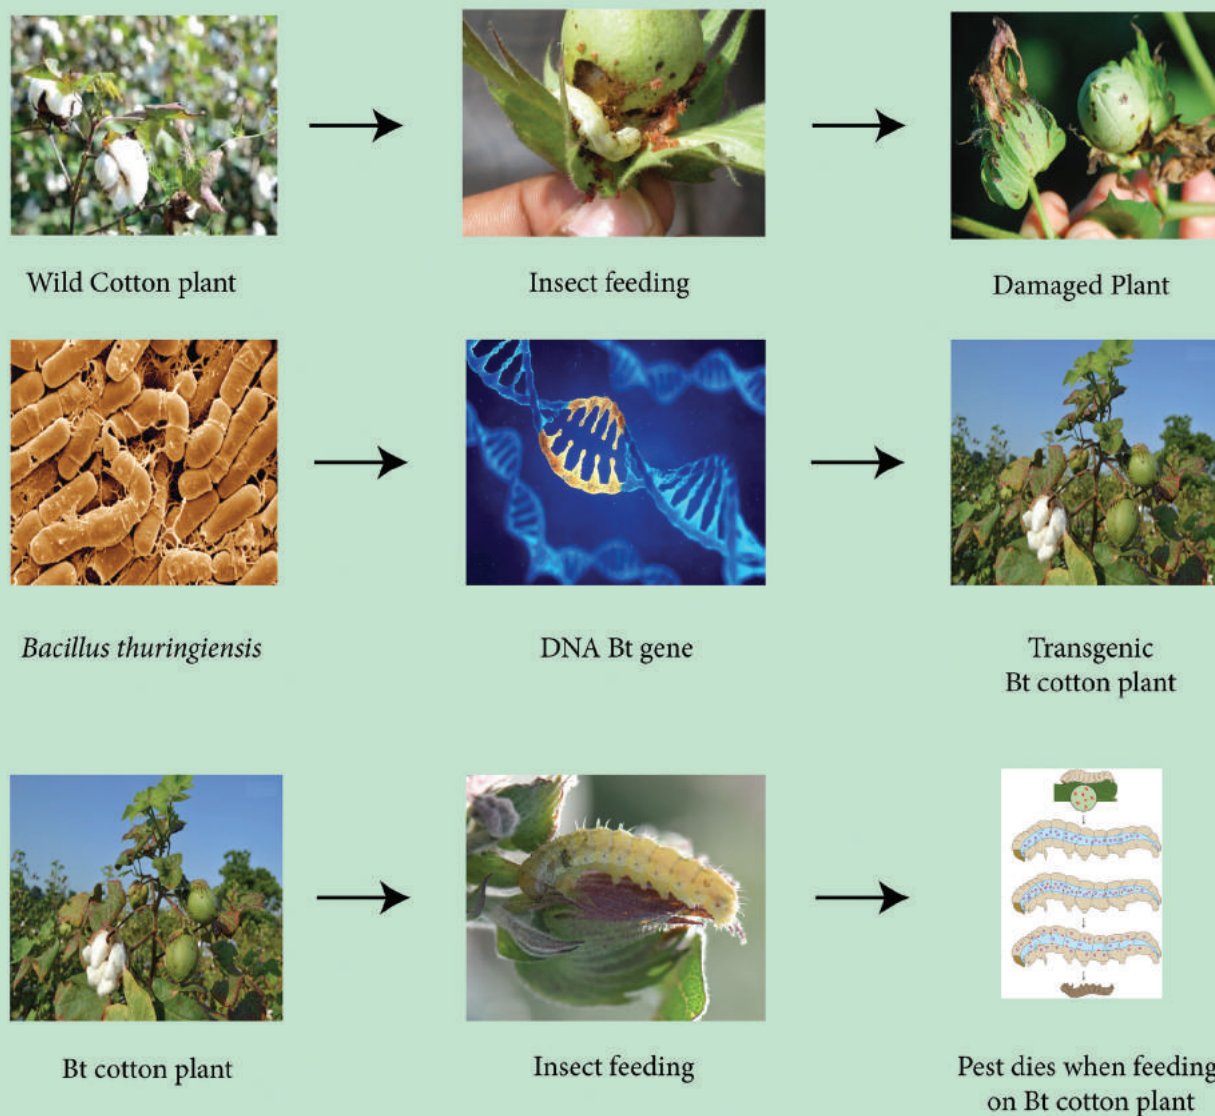 Wild Cotton plant
Insect feeding
Damaged Plant
Bacillus thuringiensis
DNA Bt gene
Transgenic
Bt cotton plant
Bt cotton plant
Insect feeding
Pest dies when feeding
on Bt cotton plant